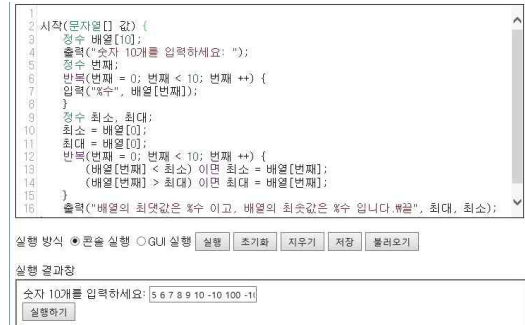 1
2 시작(문자열[] 값) {
3 정수 배열[10];
4 출력("숫자 10개를 입력하세요: ");
5 정수 번째;
6 반복(번째 = 0; 번째 < 10; 번째 ++) {
7 입력("%수", 배열[번째]);
8 }
9 정수 최소, 최대;
10 최소 = 배열[0];
11 최대 = 배열[0];
12 반복(번째 = 0; 번째 < 10; 번째 ++) {
13 (배열[번째] < 최소) 이면 최소 = 배열[번째];
14 (배열[번째] > 최대) 이면 최대 = 배열[번째];
15 }
16 출력("배열의 최댓값은 %수 이고, 배열의 최솟값은 %수 입니다.₩끝", 최대, 최소);
실행 방식 콘솔 실행 GUI 실행 실행 초기화 지우기 저장 불러오기
실행 결과창
숫자 10개를 입력하세요: 5 6 7 8 9 10 -10 100 -1
실행하기